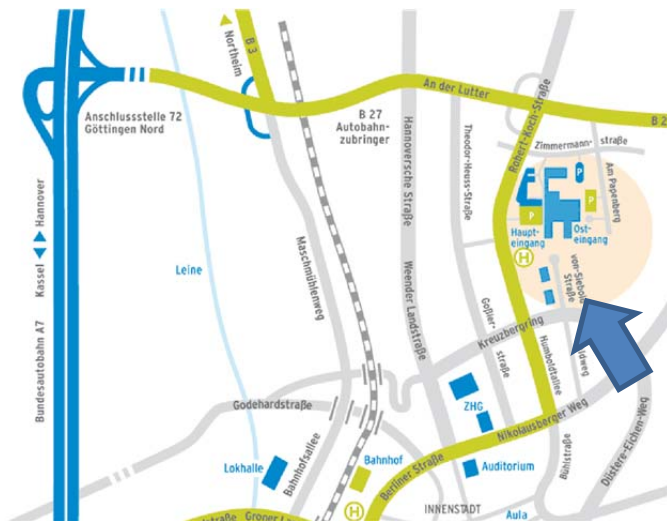 Northeim
B 3
Anschlussstelle 72
Göttingen Nord
B 27
Autobahn-
zubringer
An der Lutter
B 2
Hannoversche Straße
Theodor-Heuss-Straße
Robert-Koch-Straße
Zimmermann-straße
Am Papenberg
P
P
P
Haupt-
eingang
Ost-
eingang
H
von-Siebold
Straße
Kassel
Hannover
Bundesautobahn A7
Leine
Maschmühlenweg
Weender Landstraße
Goßler-
straße
Kreuzbergring
Humboldtallee
ldweg
Godehardstraße
ZHG
Nikolausberger Weg
Lokhalle
Bahnhofsallee
Bahnhof
Berliner Straße
Auditorium
Bühlstraße
Düstere-Eichen-Weg
H
INNENSTADT
Aula